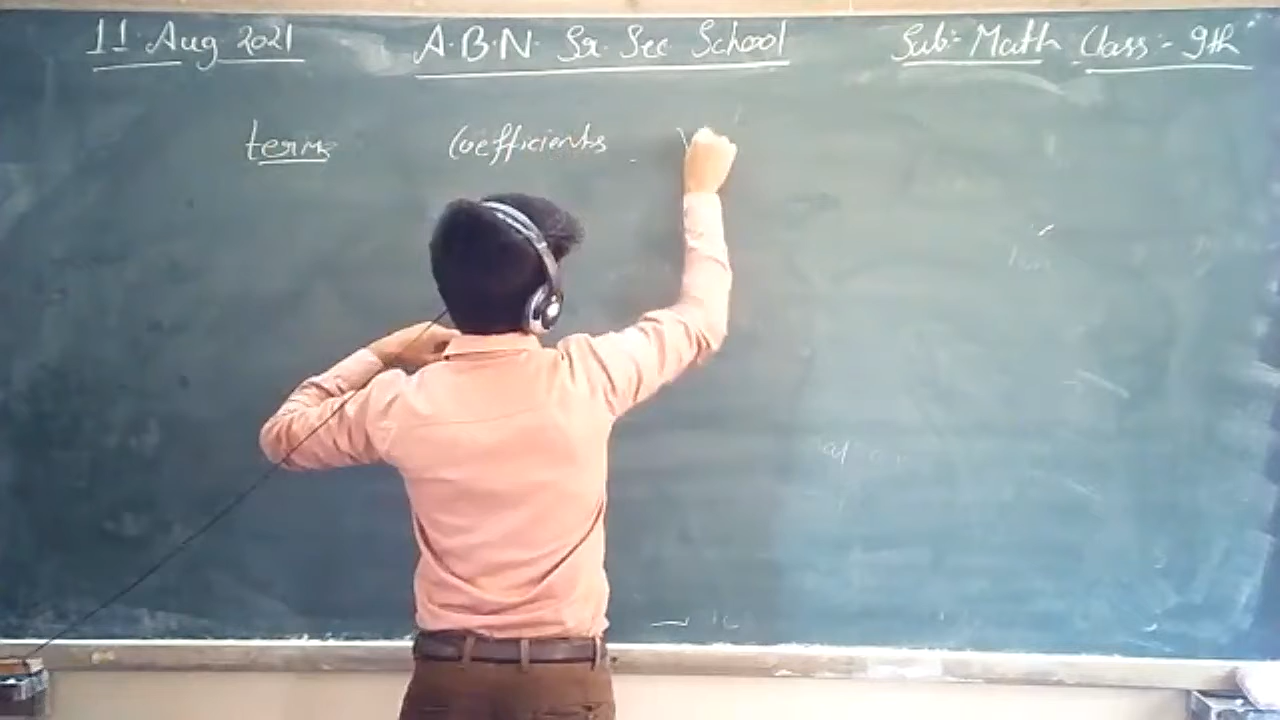 11 Aug 2021 A.B.N. Sr. Sec School Sub:- Math Class:- 9th
terms Coefficients